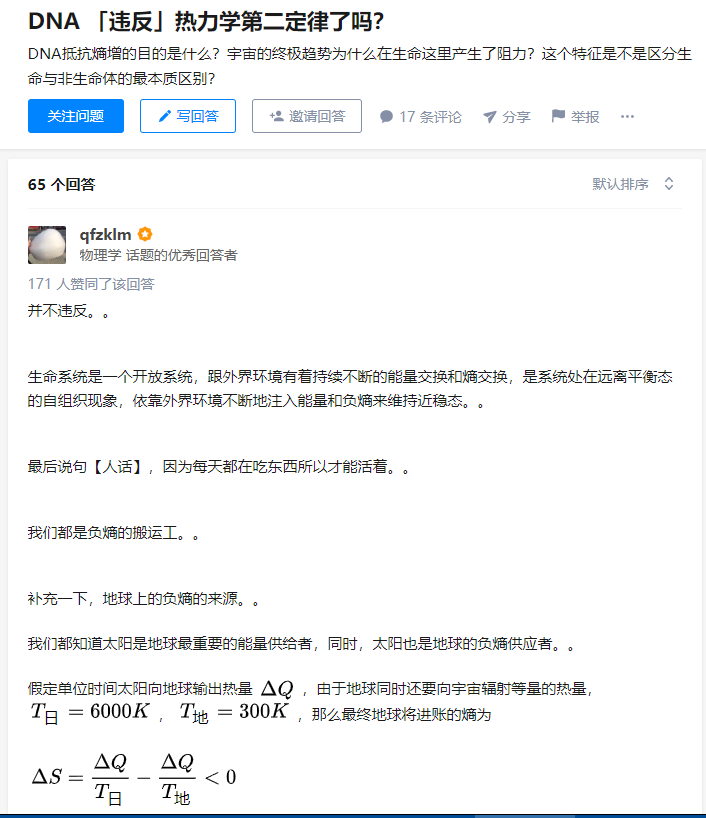 DNA 「违反」热力学第二定律了吗？
DNA抵抗熵增的目的是什么？宇宙的终极趋势为什么在生命这里产生了阻力？这个特征是不是区分生
命与非生命体的最本质区别？
关注问题 写回答 邀请回答 17 条评论 分享 举报 ···
65 个回答 默认排序
qfzklm
物理学 话题的优秀回答者
171 人赞同了该回答
并不违反。。
生命系统是一个开放系统，跟外界环境有着持续不断的能量交换和熵交换，是系统处在远离平衡态
的自组织现象，依靠外界环境不断地注入能量和负熵来维持近稳态。。
最后说句【人话】，因为每天都在吃东西所以才能活着。。
我们都是负熵的搬运工。。
补充一下，地球上的负熵的来源。。
我们都知道太阳是地球最重要的能量供给者，同时，太阳也是地球的负熵供应者。。
假定单位时间太阳向地球输出热量 ΔQ ，由于地球同时还要向宇宙辐射等量的热量，
T日 = 6000K ， T地 = 300K ，那么最终地球将进账的熵为
ΔS = ΔQ/T日 − ΔQ/T地 < 0